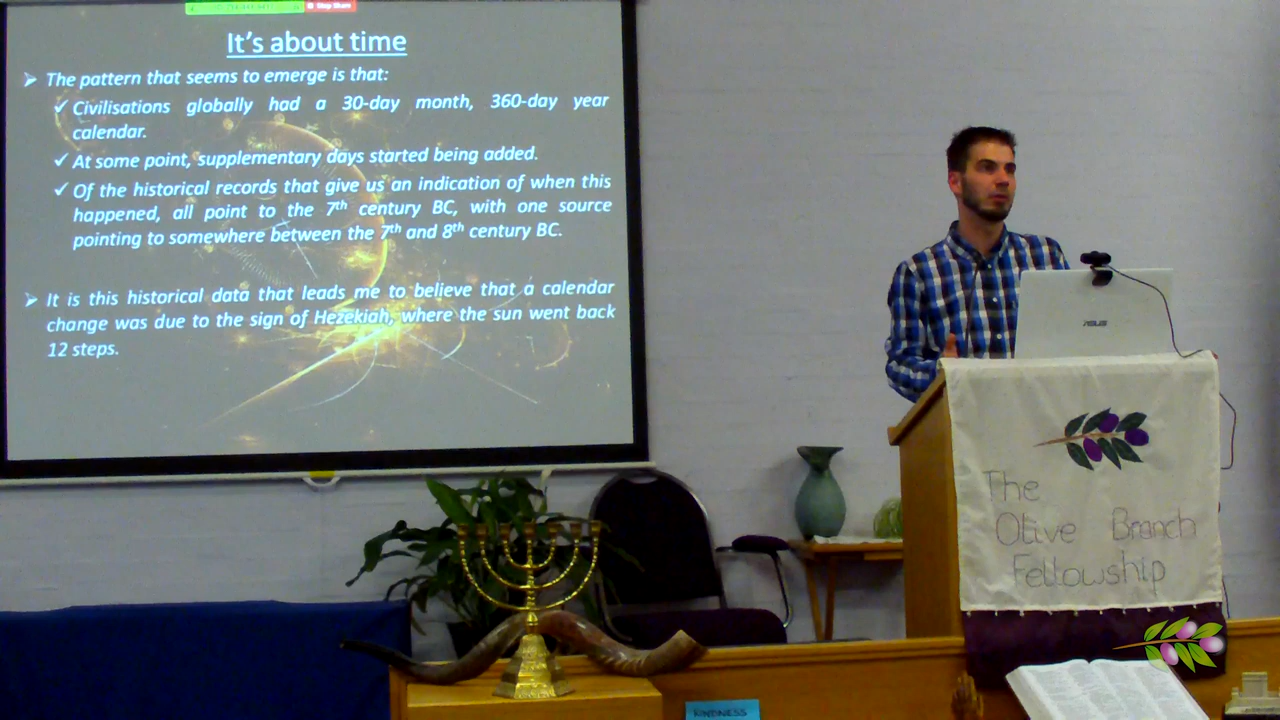 Stop Share
It's about time
The pattern that seems to emerge is that:
Civilisations globally had a 30-day month, 360-day year
calendar.
At some point, supplementary days started being added.
Of the historical records that give us an indication of when this
happened, all point to the 7th century BC, with one source
pointing to somewhere between the 7th and 8th century BC.
It is this historical data that leads me to believe that a calendar
change was due to the sign of Hezekiah, where the sun went back
12 steps.
ASUS
The
Olive Branch
Fellowship
KINDNESS